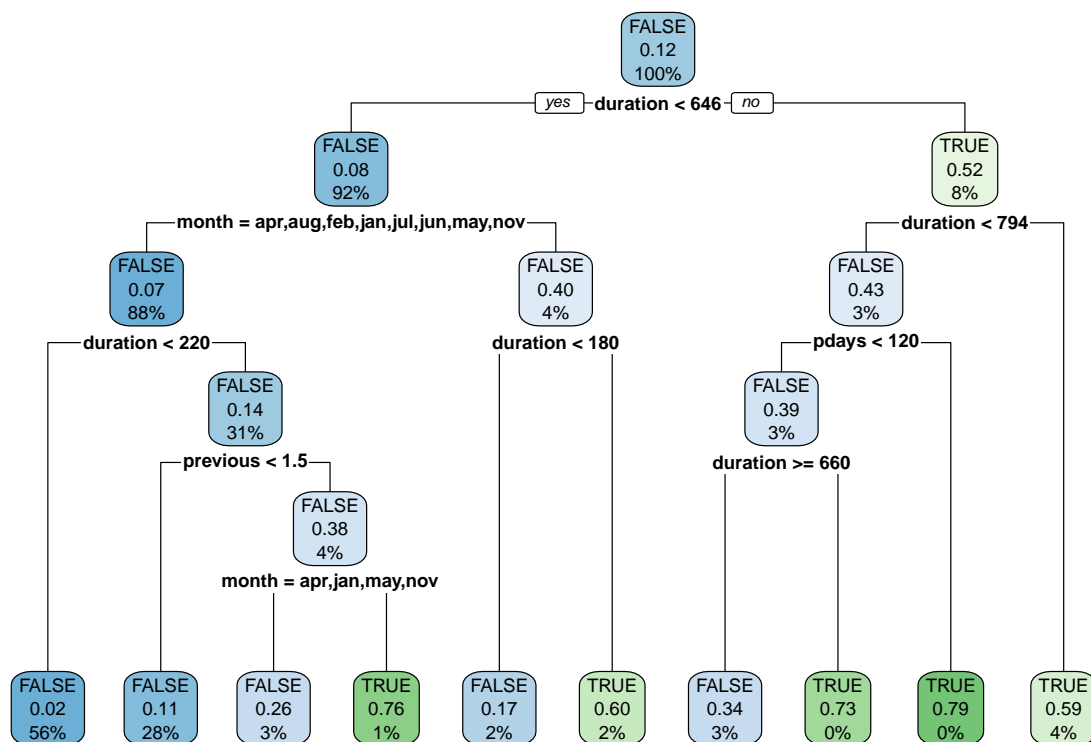 FALSE
0.12
100%
yes duration < 646 no
FALSE
0.08
92%
TRUE
0.52
8%
month = apr,aug,feb,jan,jul,jun,may,nov
duration < 794
FALSE
0.07
88%
FALSE
0.40
4%
FALSE
0.43
3%
duration < 220
duration < 180
pdays < 120
FALSE
0.14
31%
FALSE
0.39
3%
previous < 1.5
duration >= 660
FALSE
0.38
4%
month = apr,jan,may,nov
FALSE
0.02
56%
FALSE
0.11
28%
FALSE
0.26
3%
TRUE
0.76
1%
FALSE
0.17
2%
TRUE
0.60
2%
FALSE
0.34
3%
TRUE
0.73
0%
TRUE
0.79
0%
TRUE
0.59
4%